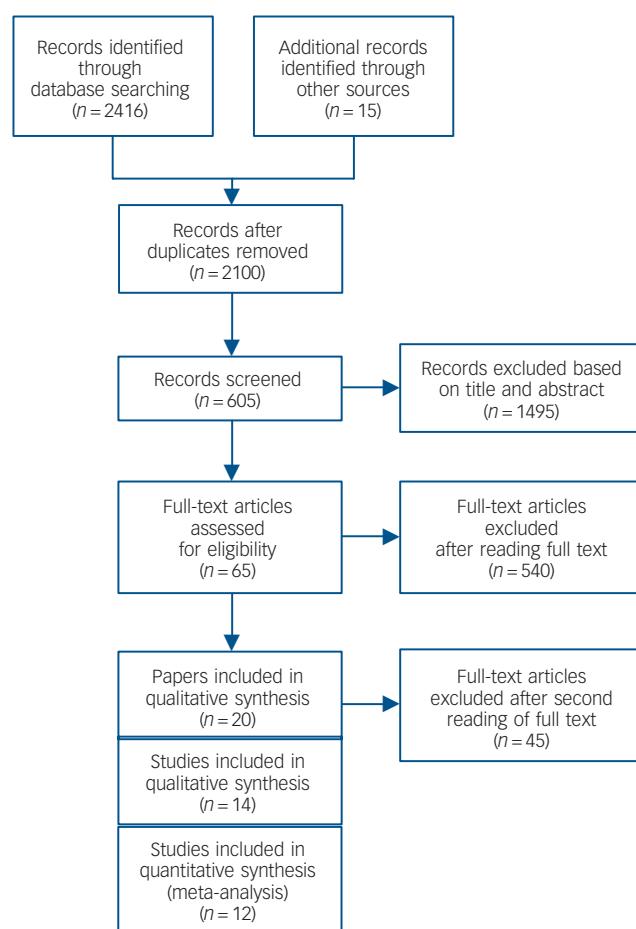 Records identified
through
database searching
(n = 2416)
Additional records
identified through
other sources
(n = 15)
Records after
duplicates removed
(n = 2100)
Records screened
(n = 605)
Records excluded based
on title and abstract
(n = 1495)
Full-text articles
assessed
for eligibility
(n = 65)
Full-text articles
excluded
after reading full text
(n = 540)
Papers included in
qualitative synthesis
(n = 20)
Full-text articles
excluded after second
reading of full text
(n = 45)
Studies included in
qualitative synthesis
(n = 14)
Studies included in
quantitative synthesis
(meta-analysis)
(n = 12)